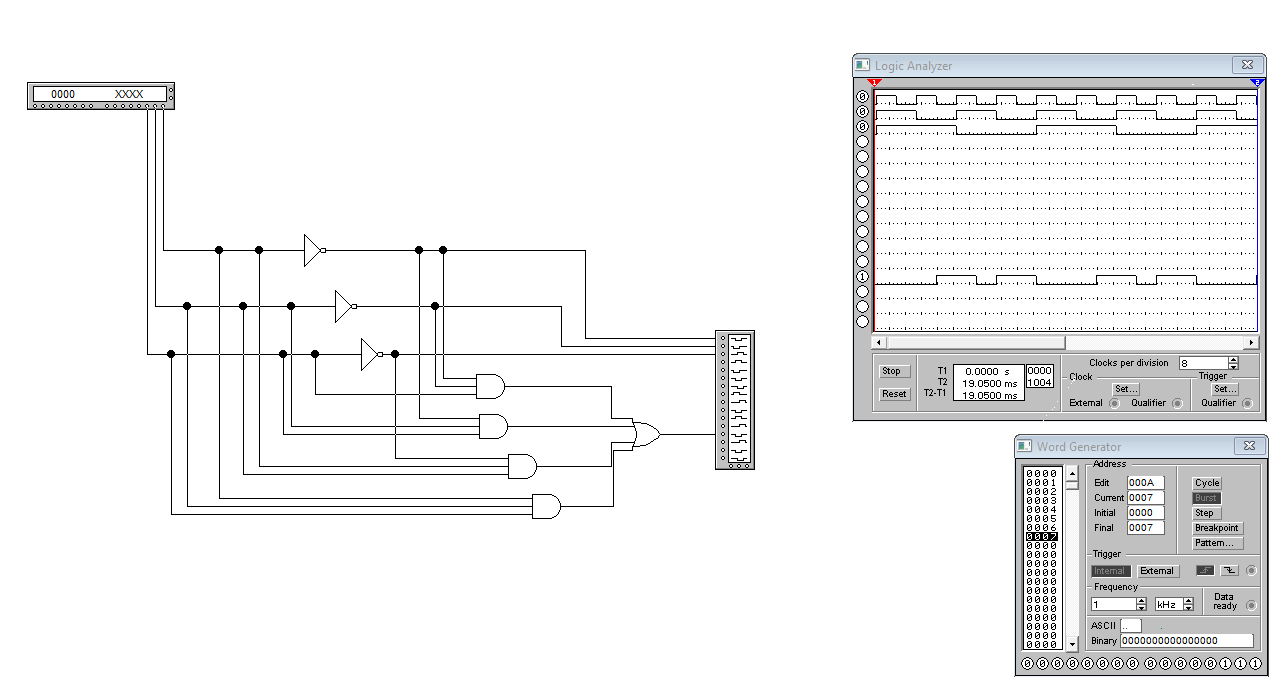 0000 XXXX
Logic Analyzer
1 2
0
0
0
1
Stop
Reset
T1 0.0000 s 0000
T2 19.0500 ms 1004
T2-T1 19.0500 ms
Clocks per division 8
Clock Trigger
Set... Set...
External Qualifier Qualifier
Word Generator
0000
0001
0002
0003
0004
0005
0006
0007
0000
0000
0000
0000
0000
0000
0000
0000
0000
0000
0000
0000
Address
Edit 000A
Current 0007
Initial 0000
Final 0007
Cycle
Burst
Step
Breakpoint
Pattern...
Trigger
Internal External
Frequency
1 kHz
Data ready
ASCII ..
Binary 0000000000000000
0 0 0 0 0 0 0 0 0 0 0 0 0 1 1 1